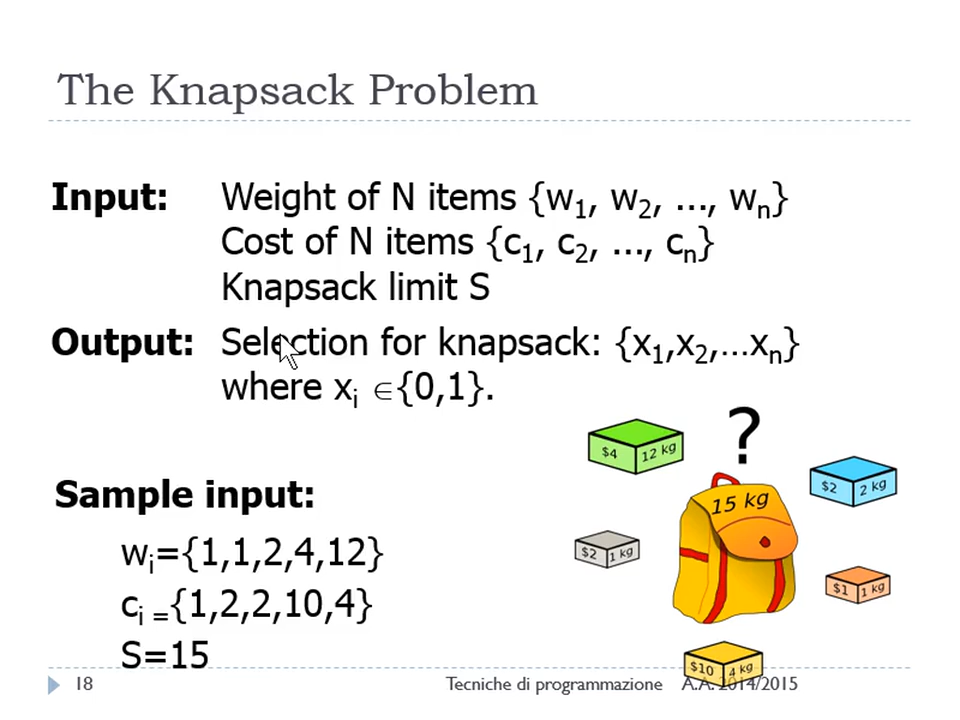 The Knapsack Problem
Input: Weight of N items {w1, w2, ..., wn}
Cost of N items {c1, c2, ..., cn}
Knapsack limit S
Output: Selection for knapsack: {x1,x2,…xn}
where xi ∈{0,1}.
Sample input:
wi={1,1,2,4,12}
ci ={1,2,2,10,4}
S=15
?
$4 12 kg
15 kg
$2 2 kg
$2 1 kg
$1 1 kg
$10 4 kg
18 Tecniche di programmazione A.A. 2014/2015